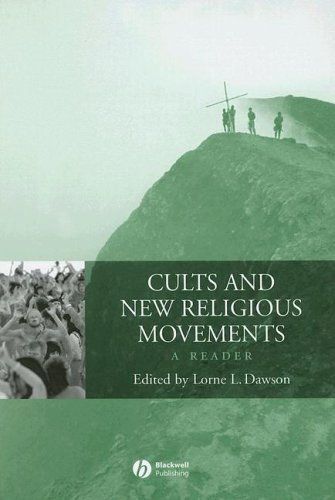 CULTS AND
NEW RELIGIOUS
MOVEMENTS
A READER
Edited by Lorne L. Dawson
Blackwell
Publishing